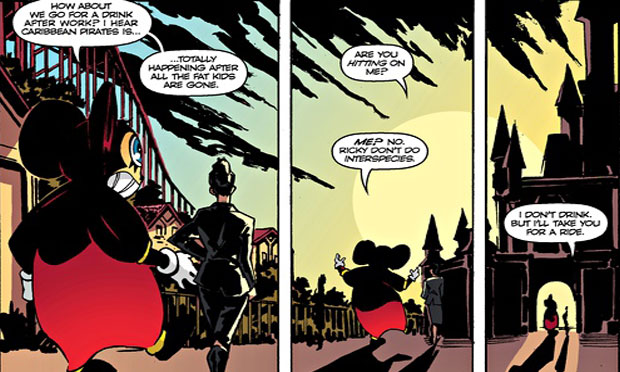 HOW ABOUT
WE GO FOR A DRINK
AFTER WORK? I HEAR
CARIBBEAN PIRATES IS...
...TOTALLY
HAPPENING AFTER
ALL THE FAT KIDS
ARE GONE.
ARE YOU
HITTING ON
ME?
ME? NO.
RICKY DON'T DO
INTERSPECIES.
I DON'T DRINK.
BUT I'LL TAKE YOU
FOR A RIDE.